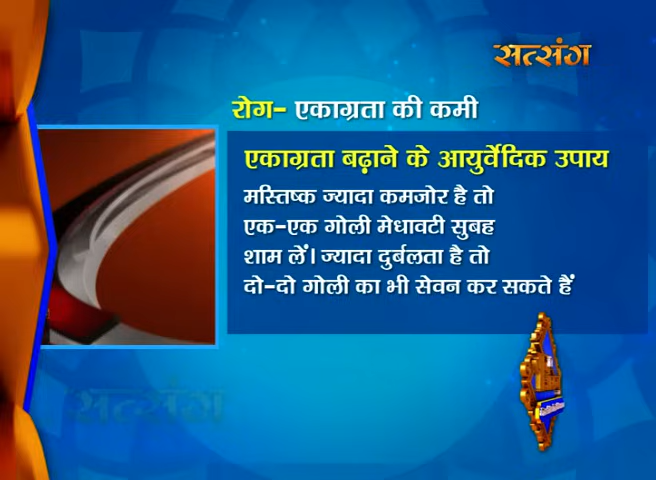 सत्संग
रोग- एकाग्रता की कमी
एकाग्रता बढ़ाने के आयुर्वेदिक उपाय
मस्तिष्क ज्यादा कमजोर है तो
एक-एक गोली मेधावटी सुबह
शाम लें। ज्यादा दुर्बलता है तो
दो-दो गोली का भी सेवन कर सकते हैं
सत्संग